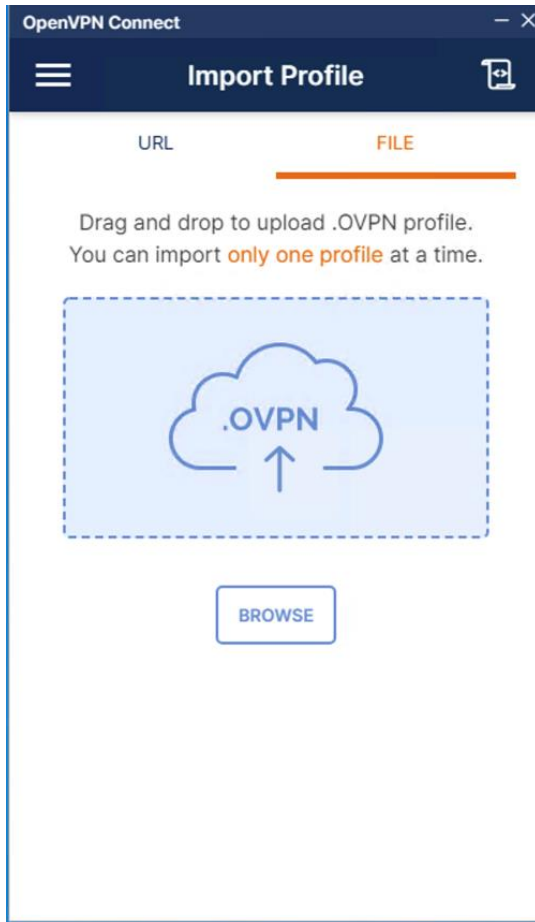 OpenVPN Connect
Import Profile
URL
FILE
Drag and drop to upload .OVPN profile.
You can import only one profile at a time.
.OVPN
BROWSE